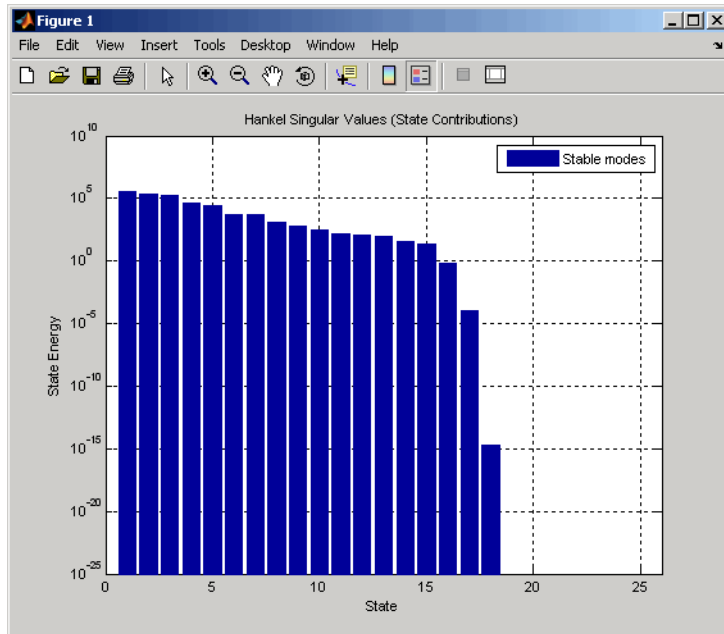 Figure 1
File Edit View Insert Tools Desktop Window Help
Hankel Singular Values (State Contributions)
Stable modes
State Energy
10^10
10^5
10^0
10^-5
10^-10
10^-15
10^-20
10^-25
0 5 10 15 20 25
State